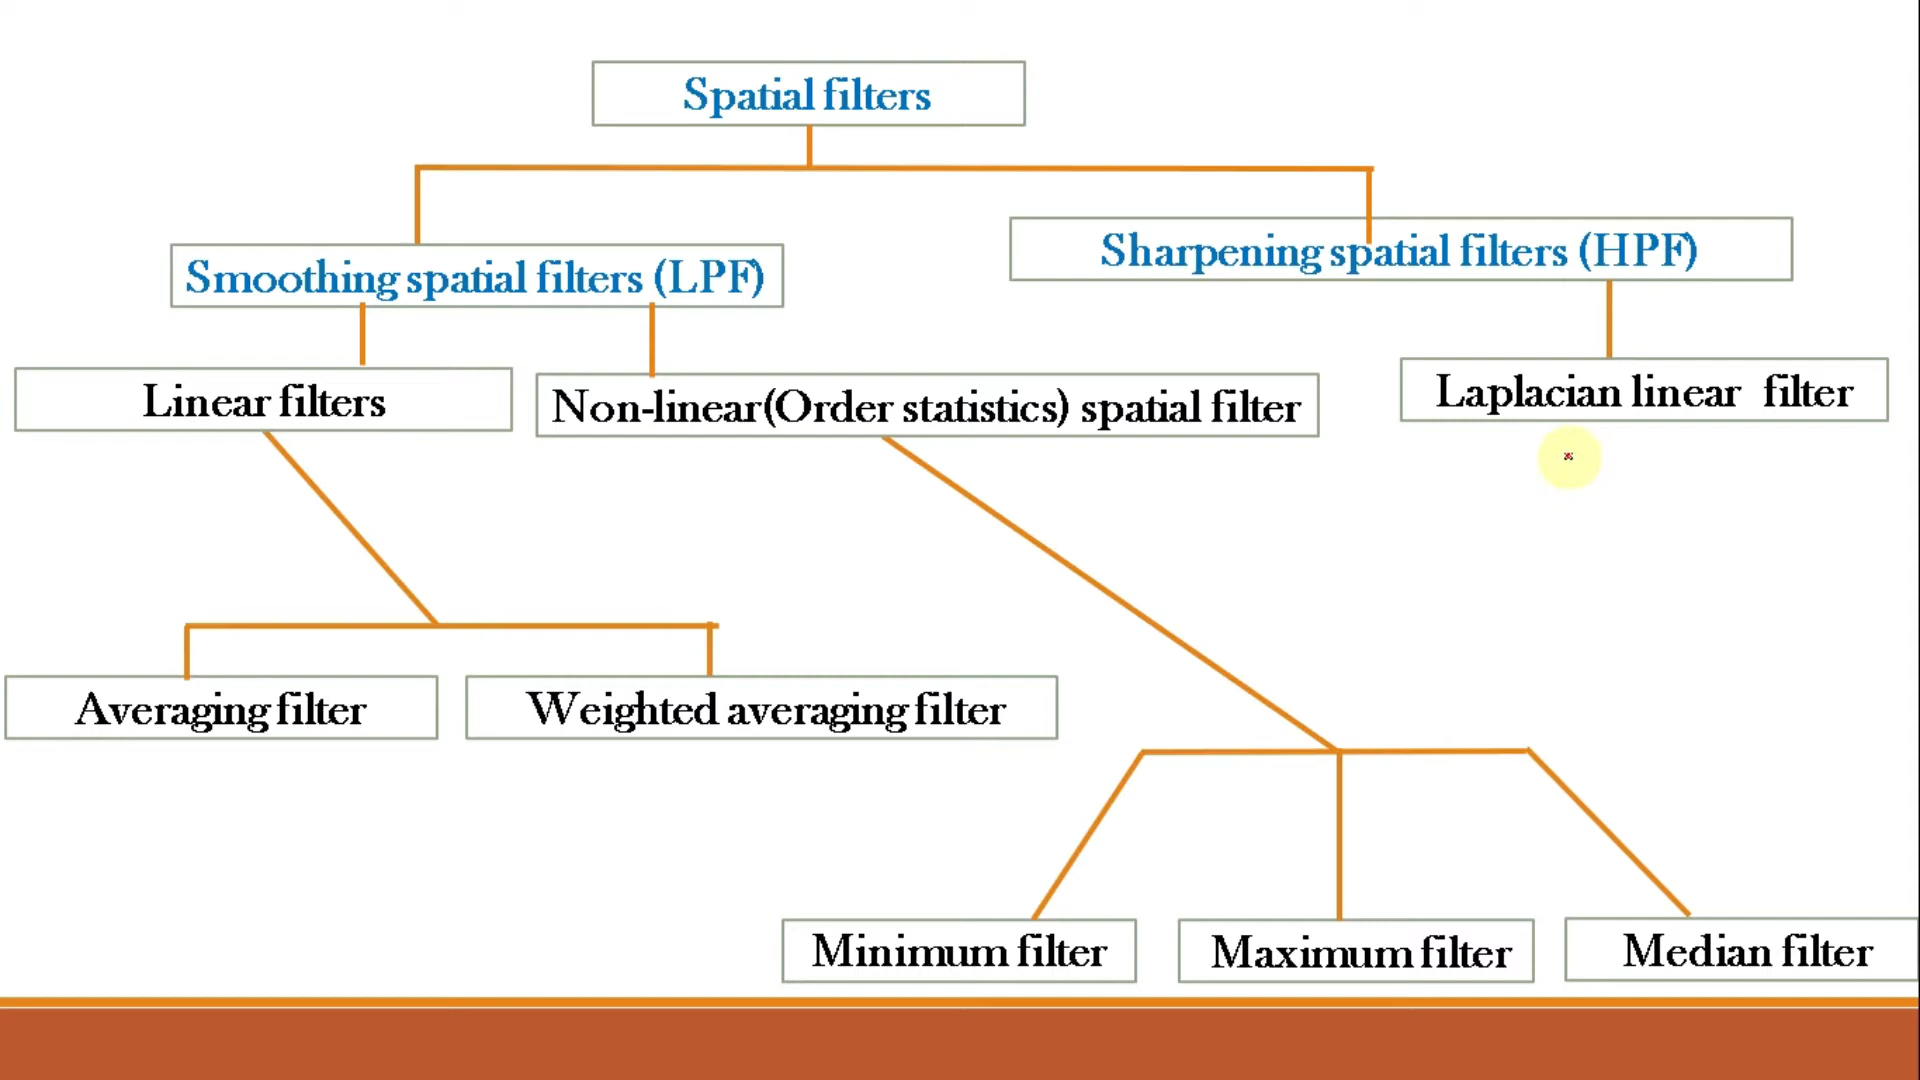 Spatial filters
Smoothing spatial filters (LPF)
Sharpening spatial filters (HPF)
Linear filters
Non-linear(Order statistics) spatial filter
Laplacian linear filter
Averaging filter
Weighted averaging filter
Minimum filter
Maximum filter
Median filter